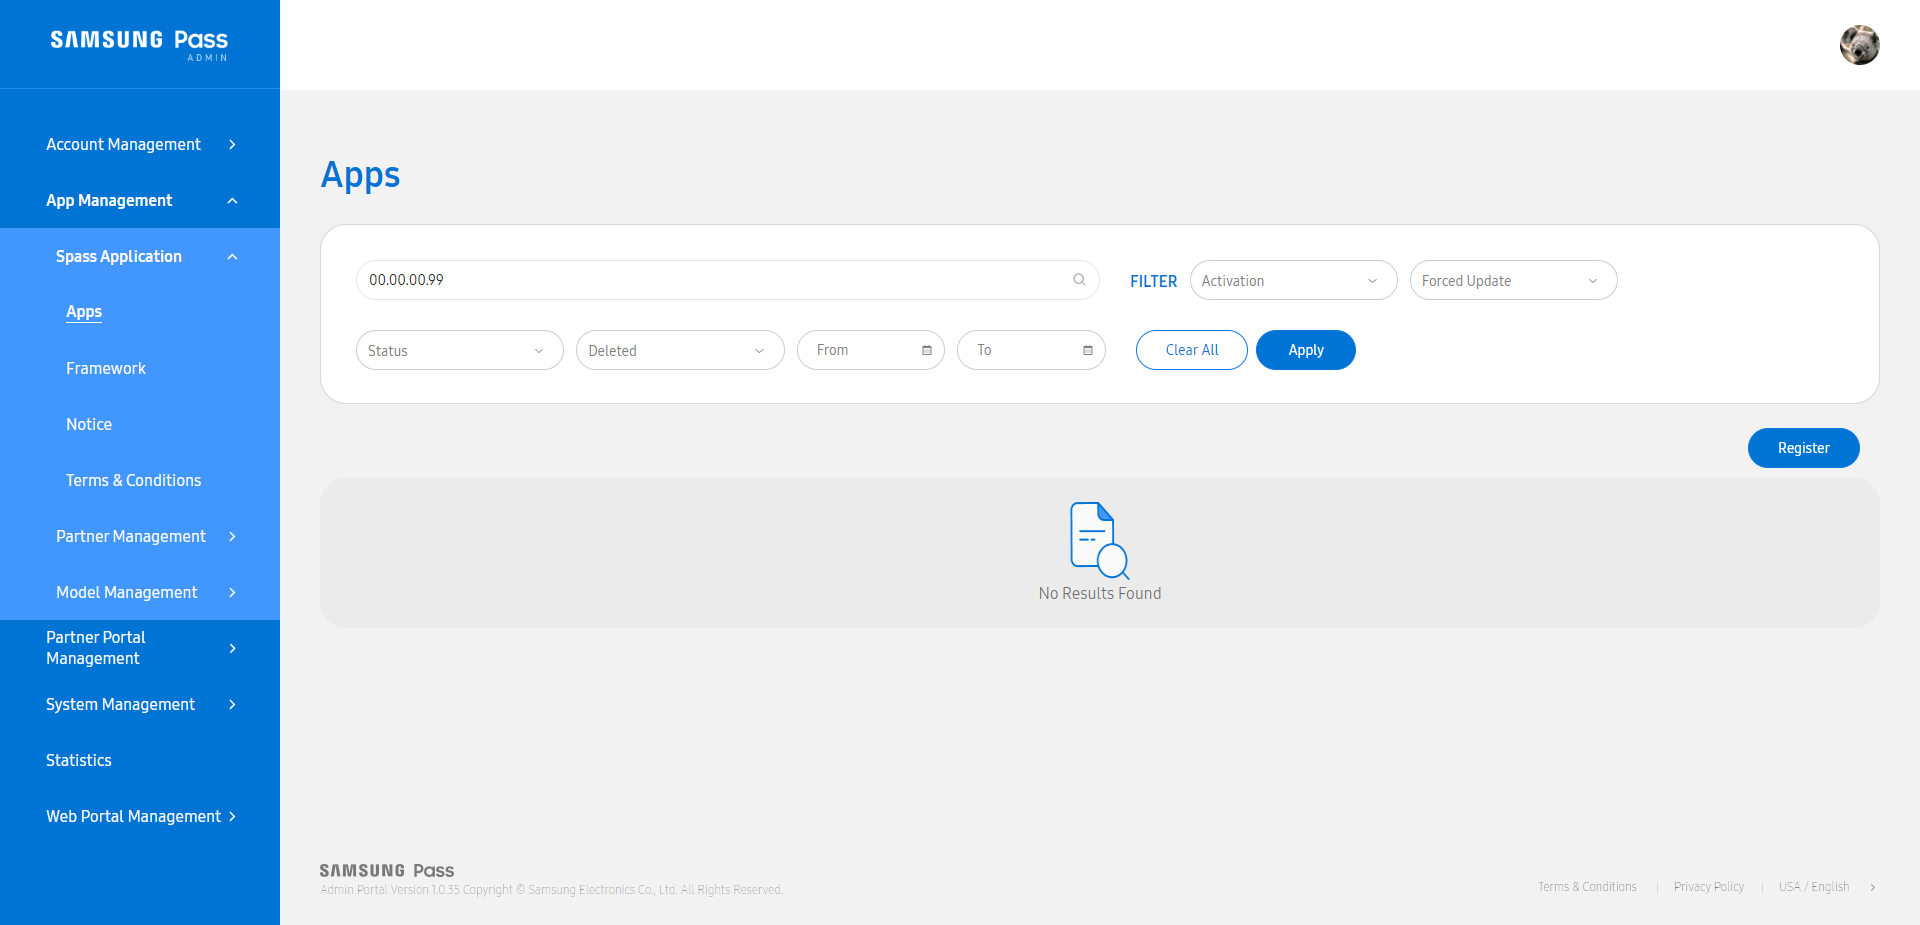 SAMSUNG Pass
ADMIN
Account Management
App Management
Spass Application
Apps
Framework
Notice
Terms & Conditions
Partner Management
Model Management
Partner Portal
Management
System Management
Statistics
Web Portal Management
Apps
00.00.00.99
FILTER
Activation
Forced Update
Status
Deleted
From
To
Clear All
Apply
Register
No Results Found
SAMSUNG Pass
Admin Portal Version 1.0.35 Copyright © Samsung Electronics Co., Ltd. All Rights Reserved.
Terms & Conditions
Privacy Policy
USA / English